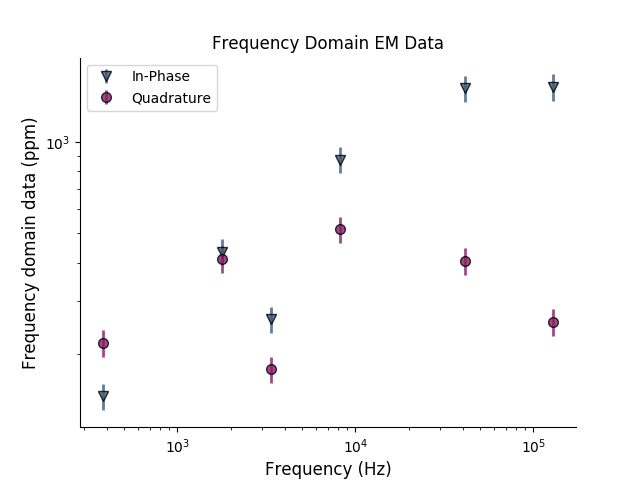 Frequency Domain EM Data
In-Phase
Quadrature
Frequency domain data (ppm)
10³
10³
10⁴
10⁵
Frequency (Hz)